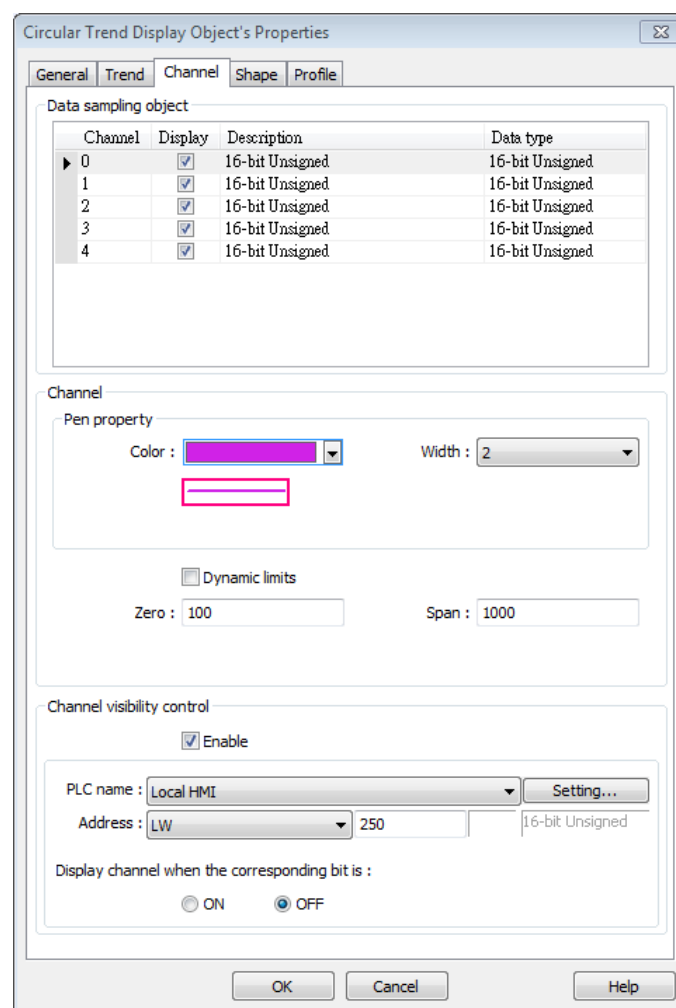 Circular Trend Display Object's Properties
General Trend Channel Shape Profile
Data sampling object
Channel Display Description Data type
0 16-bit Unsigned 16-bit Unsigned
1 16-bit Unsigned 16-bit Unsigned
2 16-bit Unsigned 16-bit Unsigned
3 16-bit Unsigned 16-bit Unsigned
4 16-bit Unsigned 16-bit Unsigned
Channel
Pen property
Color : Width : 2
Dynamic limits
Zero : 100 Span : 1000
Channel visibility control
Enable
PLC name : Local HMI Setting...
Address : LW 250 16-bit Unsigned
Display channel when the corresponding bit is :
ON OFF
OK Cancel Help